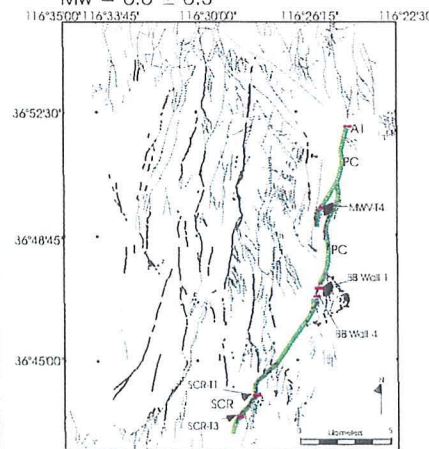 116°35'00" 116°33'45" 116°30'00" 116°26'15" 116°22'30
36°52'30"
A1
PC
MWV-T4
36°48'45"
PC
BB Wall 1
BB Wall 4
36°45'00"
SCR-T1
SCR
SCR-T3
N
kilometers
5